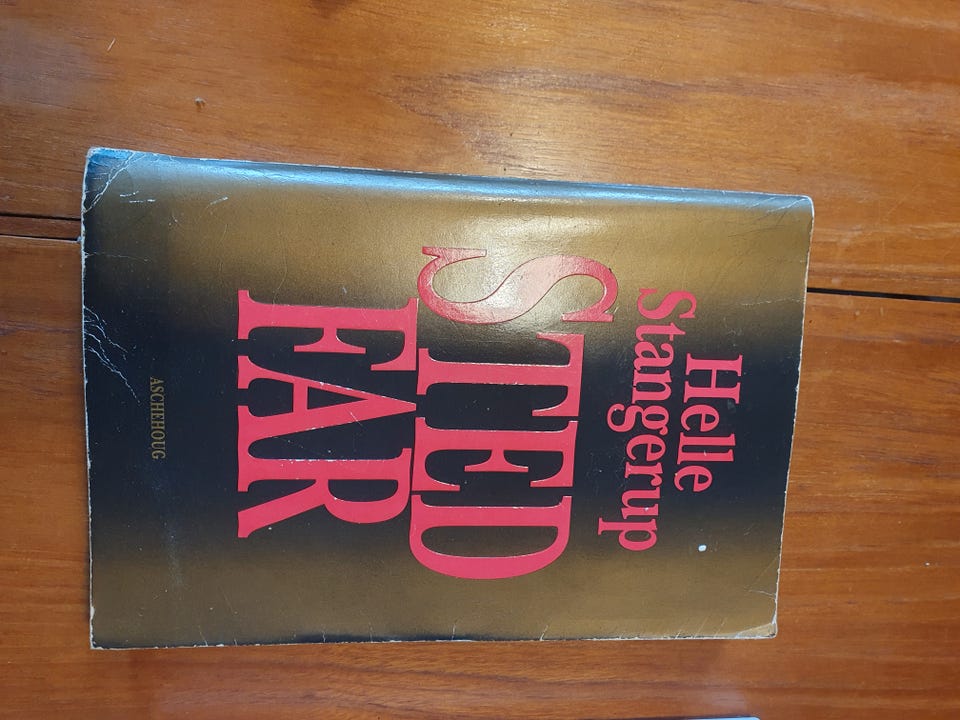 Helle
Stangerup
STED
FAR
ASCHEHOUG